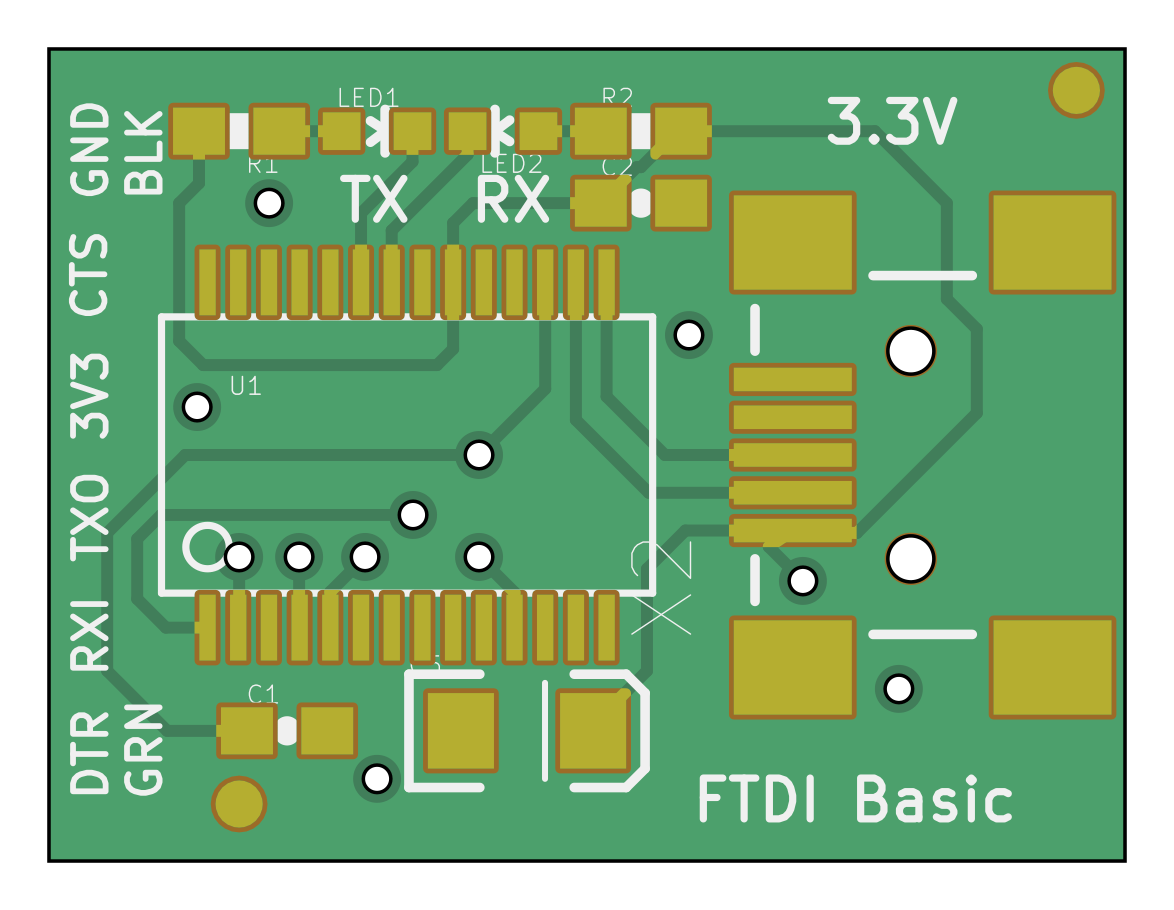 LED1
R2
3.3V
GND
BLK
R1
LED2
C2
TX
RX
CTS
3V3
U1
TXO
RXI
X2
C1
DTR
GRN
FTDI Basic